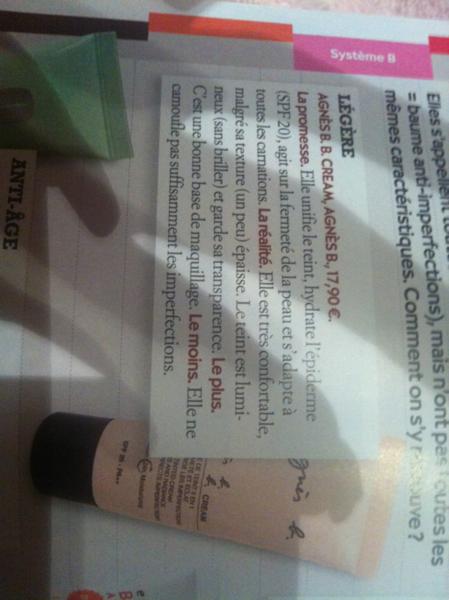 Système B
Elles s'appellent
= baume anti-imperfections), mais n'ont pas toutes les
mêmes caractéristiques. Comment on s'y retrouve ?
LÉGÈRE
AGNÈS B. B. CREAM, AGNÈS B., 17,90 €.
La promesse. Elle unifie le teint, hydrate l'épiderme
(SPF 20), agit sur la fermeté de la peau et s'adapte à
toutes les carnations. La réalité. Elle est très confortable,
malgré sa texture (un peu) épaisse. Le teint est lumi-
neux (sans briller) et garde sa transparence. Le plus.
C'est une bonne base de maquillage. Le moins. Elle ne
camoufle pas suffisamment les imperfections.
b.
CREAM
ANTI-ÂGE